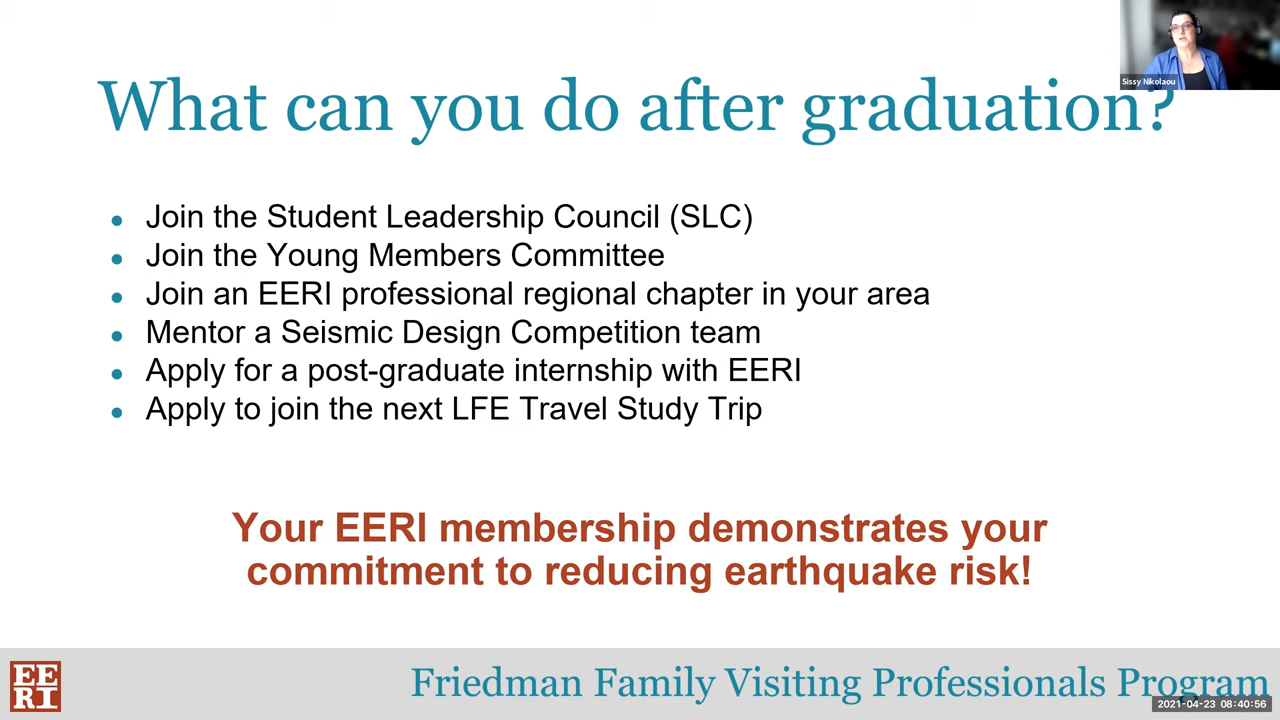 Sissy Nikolaou
What can you do after graduation?
Join the Student Leadership Council (SLC)
Join the Young Members Committee
Join an EERI professional regional chapter in your area
Mentor a Seismic Design Competition team
Apply for a post-graduate internship with EERI
Apply to join the next LFE Travel Study Trip
Your EERI membership demonstrates your
commitment to reducing earthquake risk!
EE
RI
Friedman Family Visiting Professionals Program
2021-04-23 08:40:56